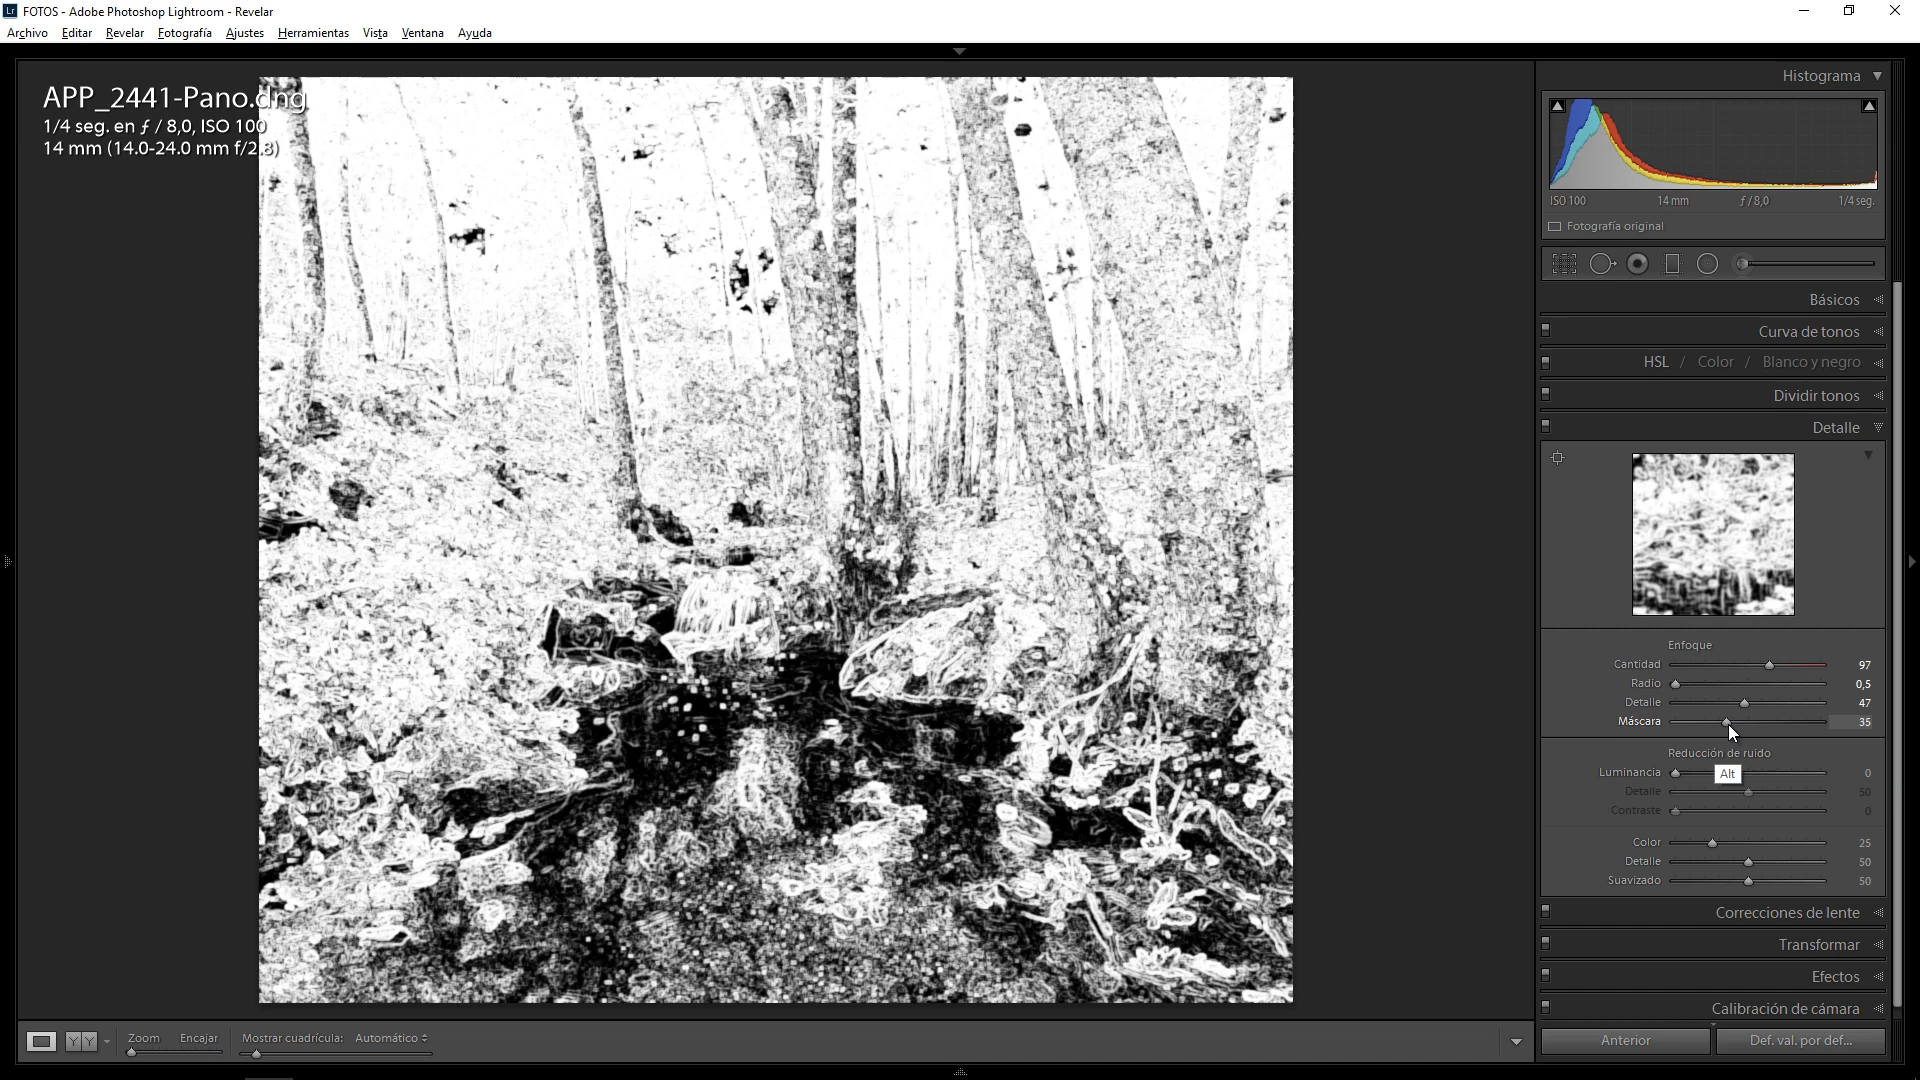 FOTOS - Adobe Photoshop Lightroom - Revelar
Archivo Editar Revelar Fotografía Ajustes Herramientas Vista Ventana Ayuda
APP_2441-Pano.dng
1/4 seg. en ƒ / 8,0, ISO 100
14 mm (14.0-24.0 mm f/2.8)
Histograma
ISO 100 14 mm ƒ / 8,0 1/4 seg.
Fotografía original
Básicos
Curva de tonos
HSL / Color / Blanco y negro
Dividir tonos
Detalle
Enfoque
Cantidad 97
Radio 0,5
Detalle 47
Máscara 35
Reducción de ruido
Luminancia 0
Alt
Detalle 50
Contraste 0
Color 25
Detalle 50
Suavizado 50
Correcciones de lente
Transformar
Efectos
Calibración de cámara
Zoom Encajar Mostrar cuadrícula: Automático
Anterior Def. val. por def...